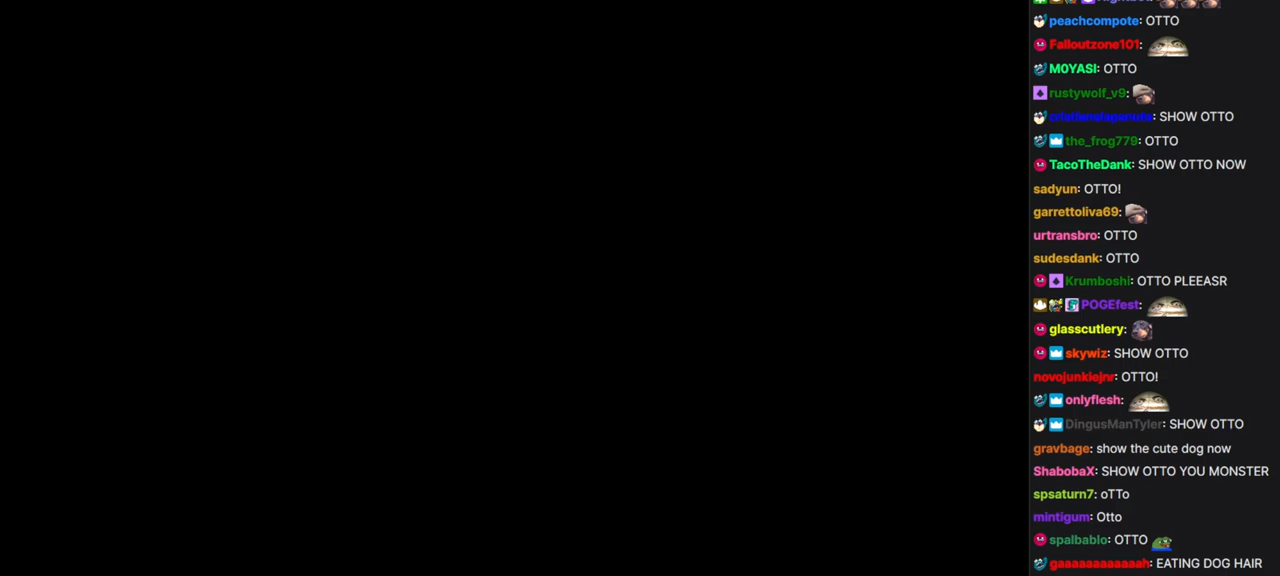 peachcompote: OTTO
Falloutzone101:
M0YASI: OTTO
rustywolf_v9:
: SHOW OTTO
the_frog779: OTTO
TacoTheDank: SHOW OTTO NOW
sadyun: OTTO!
garrettoliva69:
urtransbro: OTTO
sudesdank: OTTO
Krumboshi: OTTO PLEEASR
POGEfest:
glasscutlery:
skywiz: SHOW OTTO
novojunkiejnr: OTTO!
onlyflesh:
DingusManTyler: SHOW OTTO
gravbage: show the cute dog now
ShabobaX: SHOW OTTO YOU MONSTER
spsaturn7: oTTo
mintigum: Otto
spalbablo: OTTO
gaaaaaaaaaaaah: EATING DOG HAIR